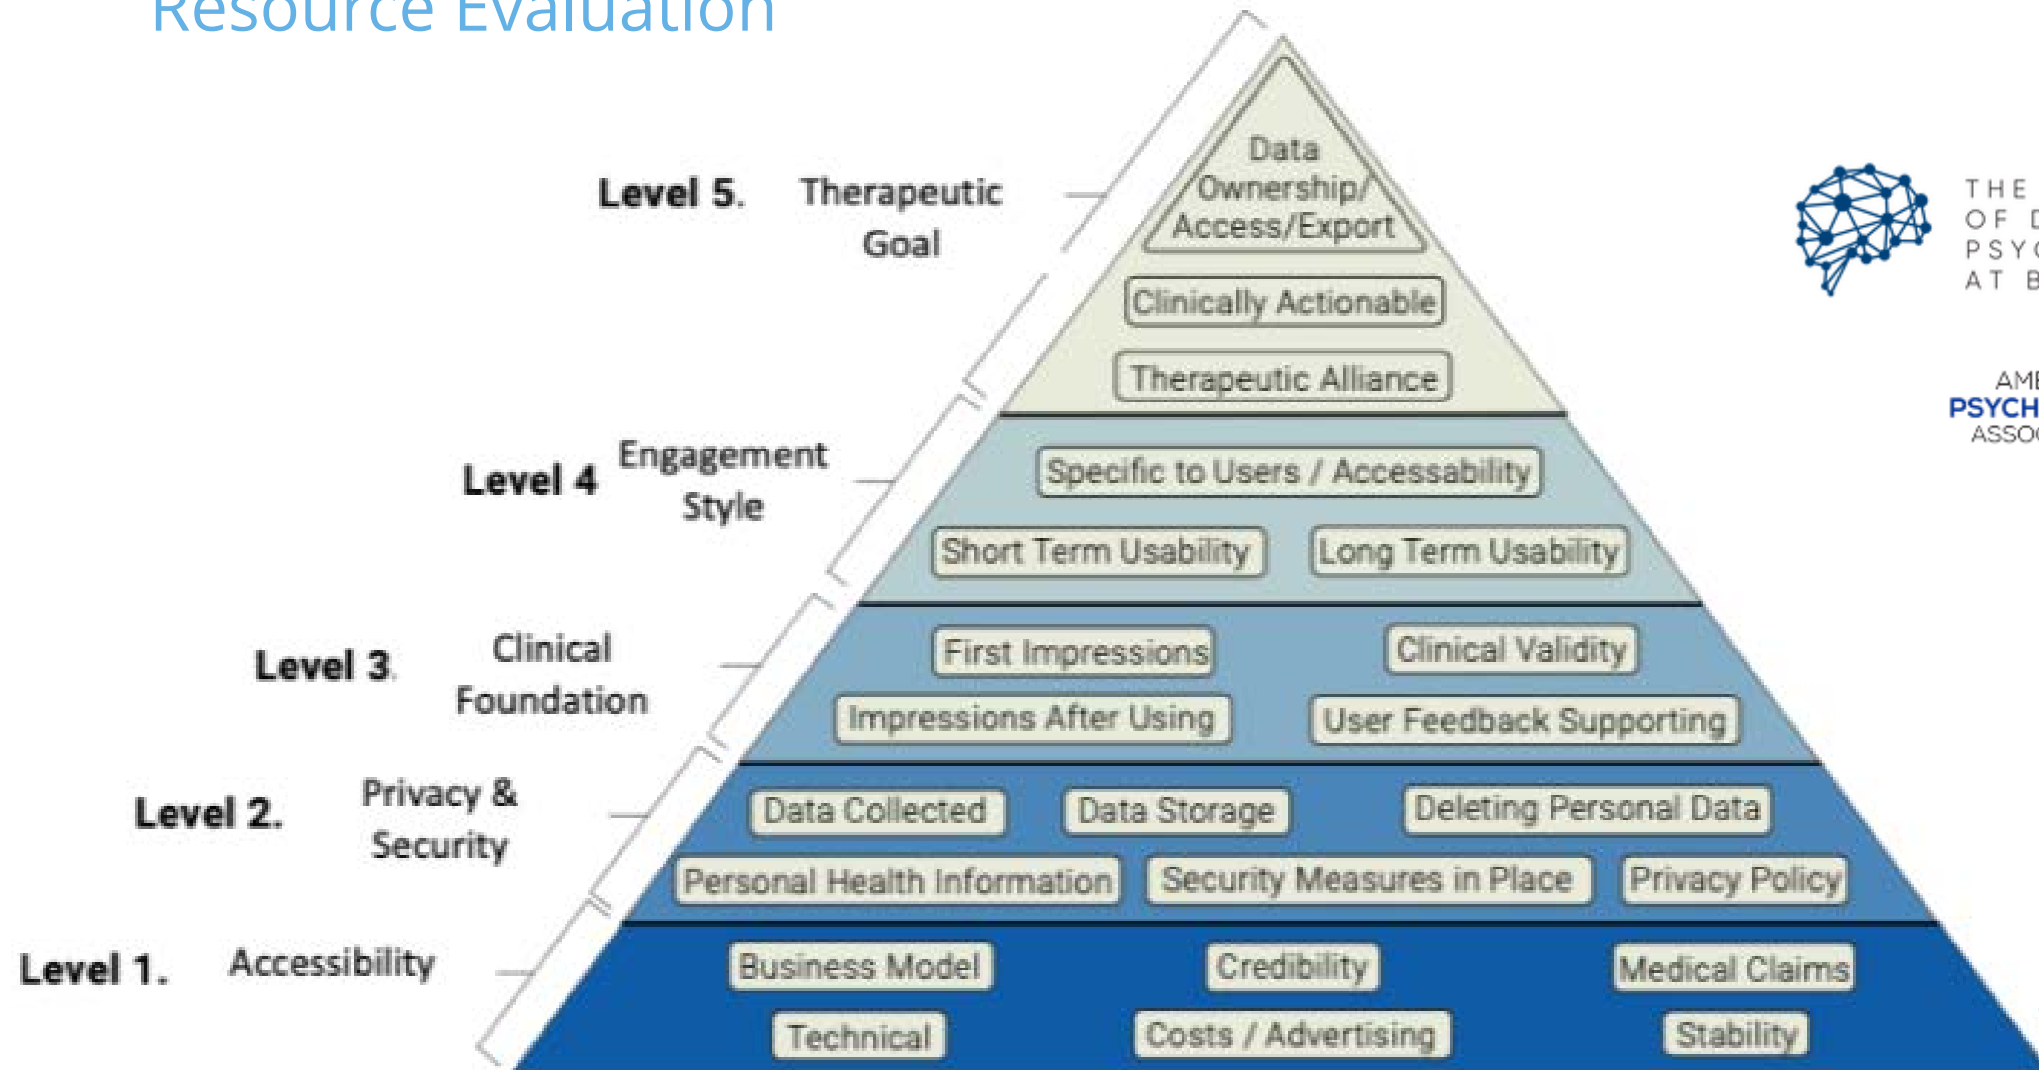 Resource Evaluation
Data
Ownership/
Access/Export
Level 5. Therapeutic
Goal
Clinically Actionable
Therapeutic Alliance
THE
OF
AT
Level 4 Engagement
Style
Specific to Users / Accessability
Short Term Usability Long Term Usability
Level 3. Clinical
Foundation
First Impressions Clinical Validity
Impressions After Using User Feedback Supporting
Level 2. Privacy &
Security
Data Collected Data Storage Deleting Personal Data
Personal Health Information Security Measures in Place Privacy Policy
Level 1. Accessibility
Business Model Credibility Medical Claims
Technical Costs / Advertising Stability